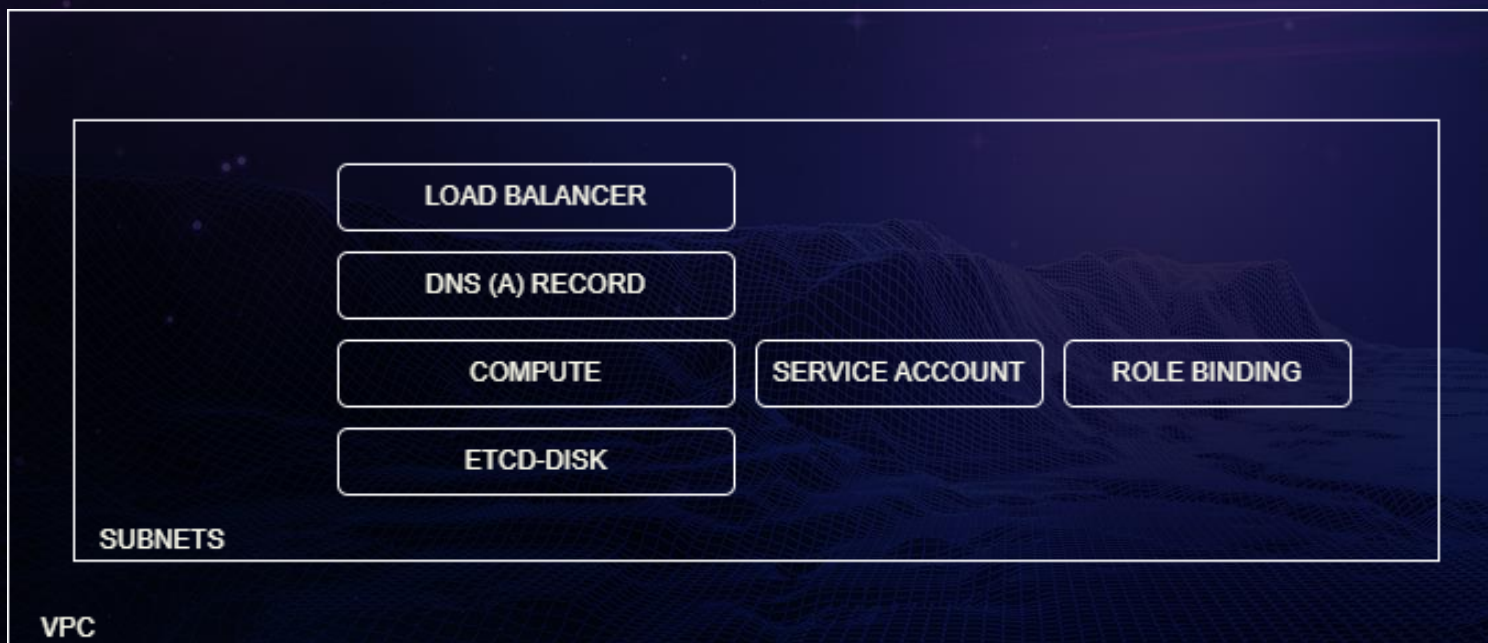 LOAD BALANCER
DNS (A) RECORD
COMPUTE
SERVICE ACCOUNT
ROLE BINDING
ETCD-DISK
SUBNETS
VPC